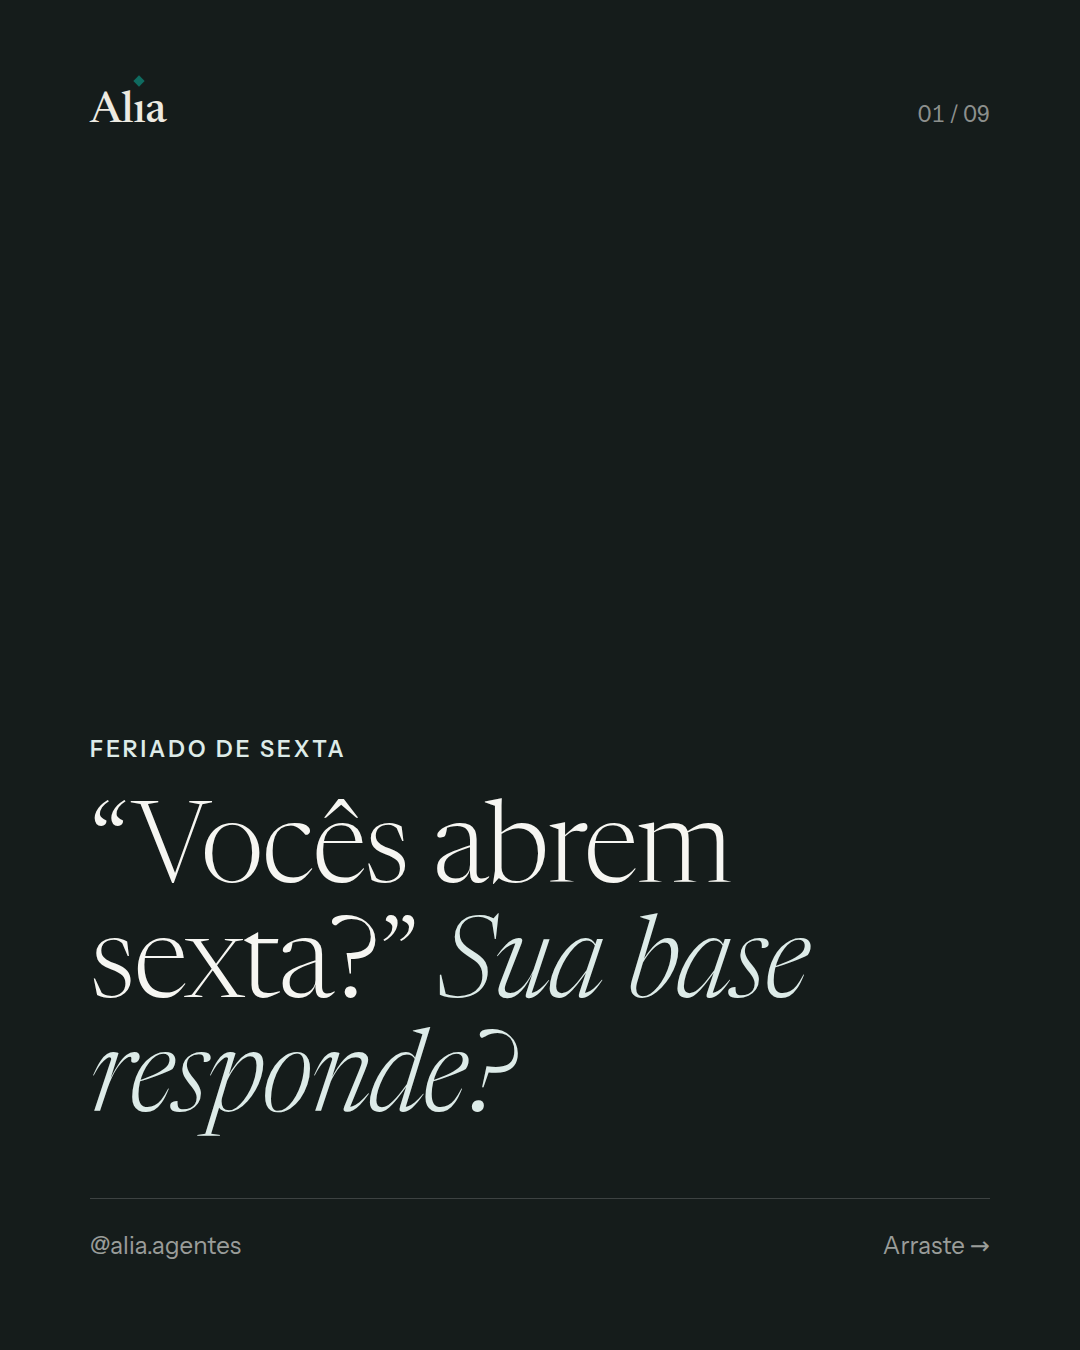 Alia
01 / 09
FERIADO DE SEXTA
“Vocês abrem
sexta?” Sua base
responde?
@alia.agentes
Arraste →